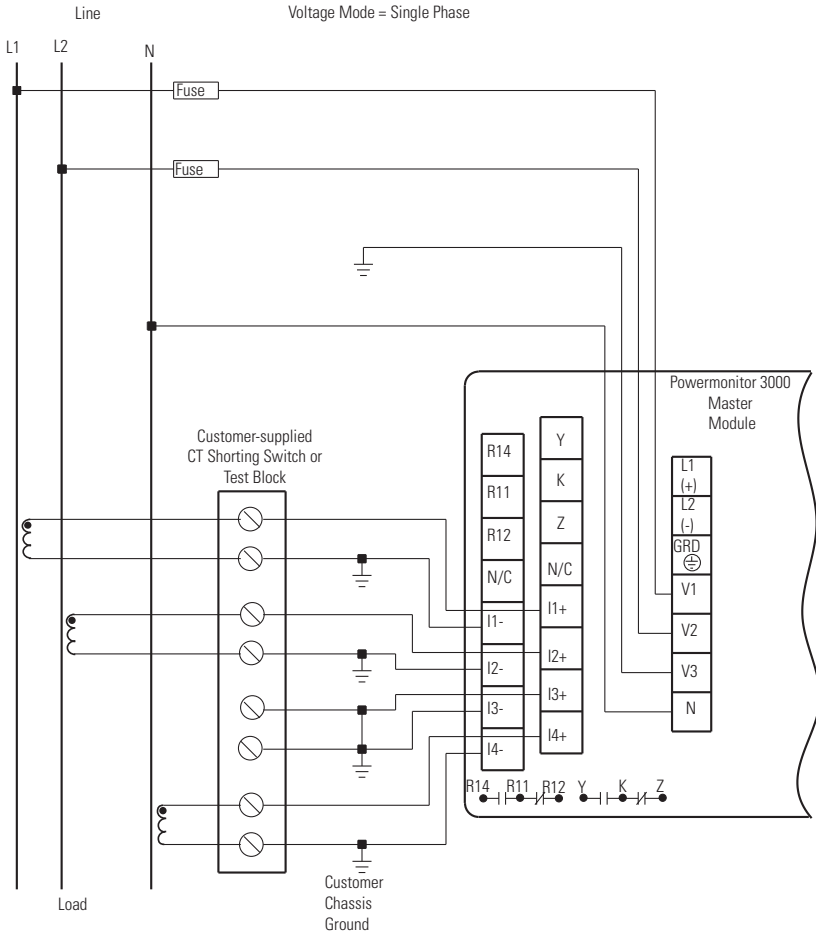 Line
Voltage Mode = Single Phase
L1
L2
N
Fuse
Fuse
Powermonitor 3000
Master
Module
Customer-supplied
CT Shorting Switch or
Test Block
R14
R11
R12
N/C
I1-
I2-
I3-
I4-
Y
K
Z
N/C
I1+
I2+
I3+
I4+
L1
(+)
L2
(-)
GRD
V1
V2
V3
N
R14
R11
R12
Y
K
Z
Customer
Chassis
Ground
Load